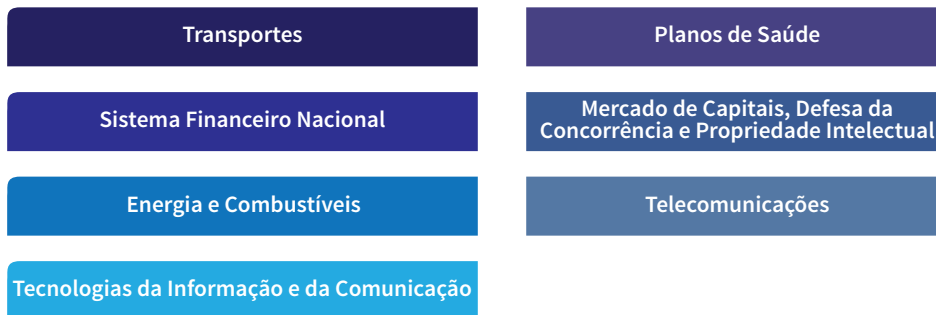 Transportes
Planos de Saúde
Sistema Financeiro Nacional
Mercado de Capitais, Defesa da
Concorrência e Propriedade Intelectual
Energia e Combustíveis
Telecomunicações
Tecnologias da Informação e da Comunicação